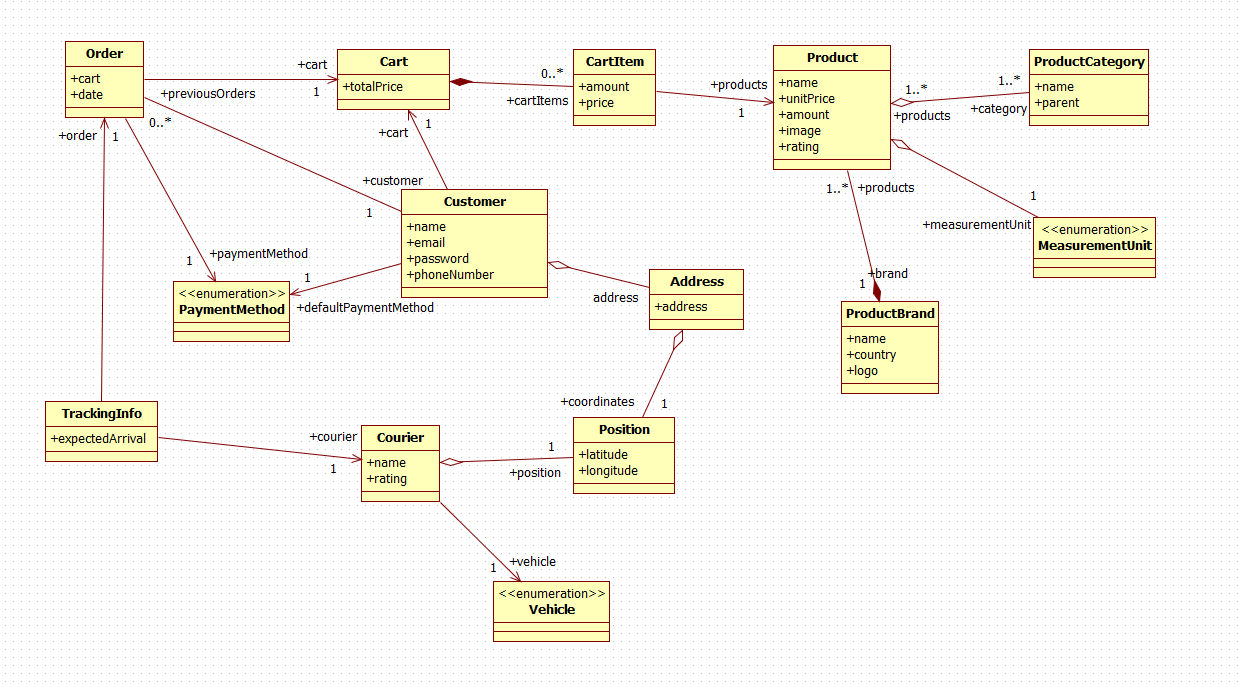 Order
+cart
+date
+cart
1
+previousOrders
0..*
+order
1
Cart
+totalPrice
0..*
+cartItems
CartItem
+amount
+price
+products
1
Product
+name
+unitPrice
+amount
+image
+rating
1..*
+products
1..*
+category
ProductCategory
+name
+parent
+cart
1
+customer
1
Customer
+name
+email
+password
+phoneNumber
1..*
+products
1
+measurementUnit
<<enumeration>>
MeasurementUnit
+paymentMethod
1
1
+defaultPaymentMethod
<<enumeration>>
PaymentMethod
address
Address
+address
+brand
1
ProductBrand
+name
+country
+logo
+coordinates
1
TrackingInfo
+expectedArrival
+courier
1
Courier
+name
+rating
1
+position
Position
+latitude
+longitude
+vehicle
1
<<enumeration>>
Vehicle